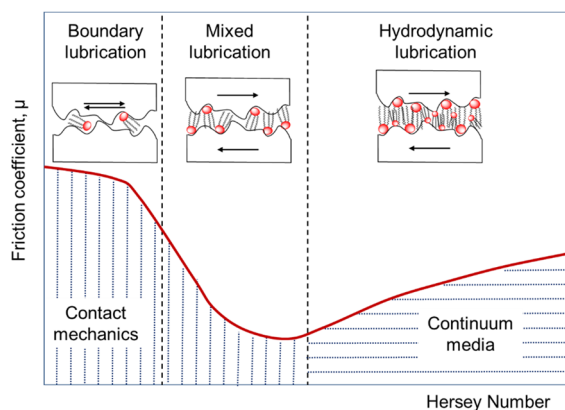 Boundary
lubrication
Mixed
lubrication
Hydrodynamic
lubrication
Friction coefficient, μ
Contact
mechanics
Continuum
media
Hersey Number